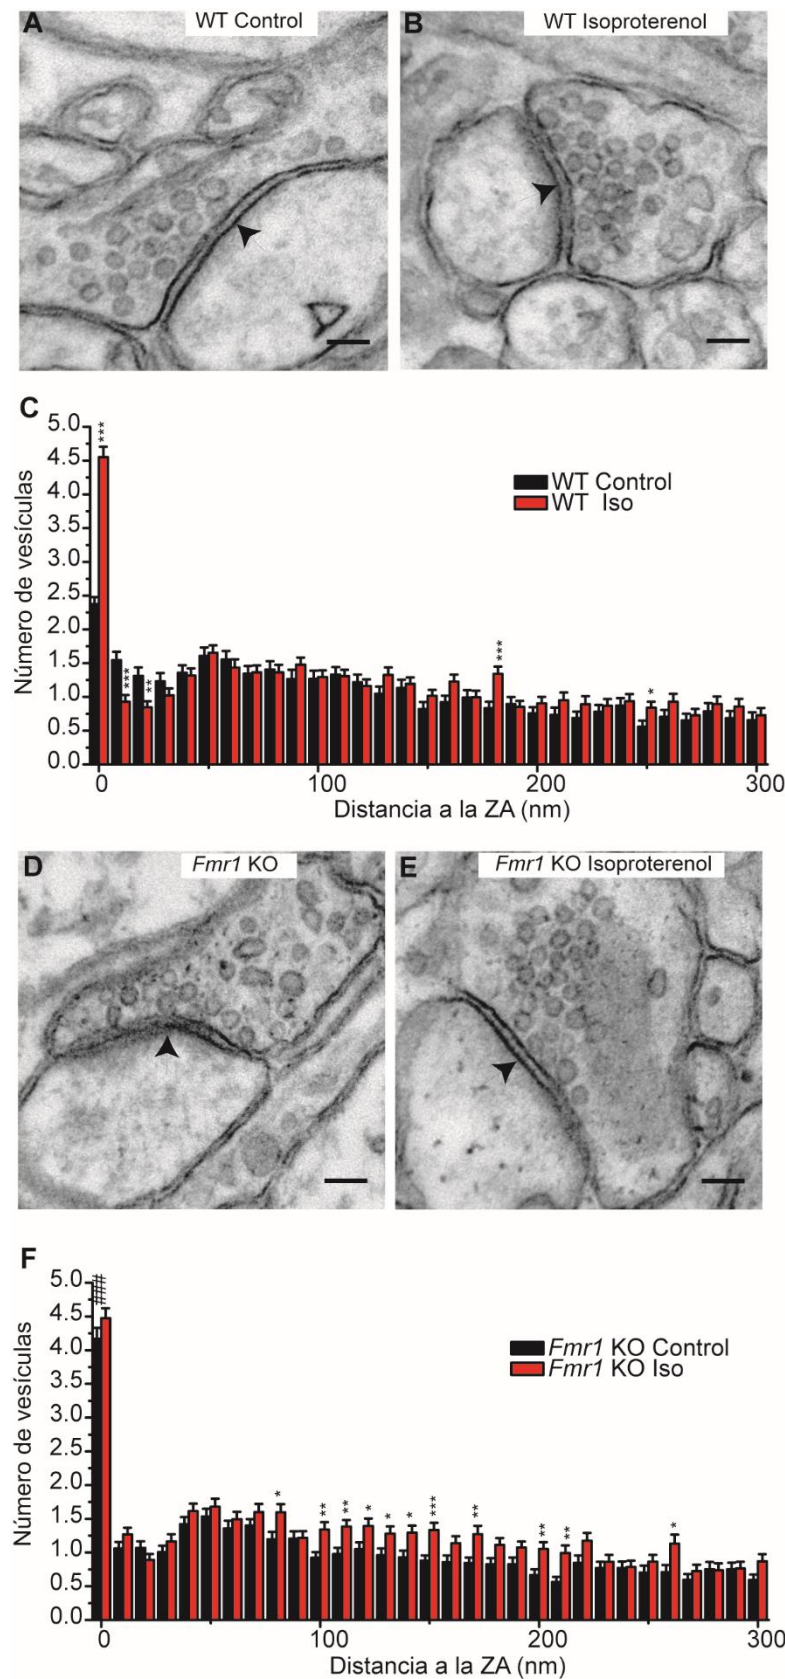 A WT Control
B WT Isoproterenol
C
Número de vesículas
5.0
4.5
4.0
3.5
3.0
2.5
2.0
1.5
1.0
0.5
0.0
***
***
**
***
*
WT Control
WT Iso
0 100 200 300
Distancia a la ZA (nm)
D Fmr1 KO
E Fmr1 KO Isoproterenol
F
Número de vesículas
5.0
4.5
4.0
3.5
3.0
2.5
2.0
1.5
1.0
0.5
0.0
###
* ** ** * * * *** ** ** ** *
Fmr1 KO Control
Fmr1 KO Iso
0 100 200 300
Distancia a la ZA (nm)